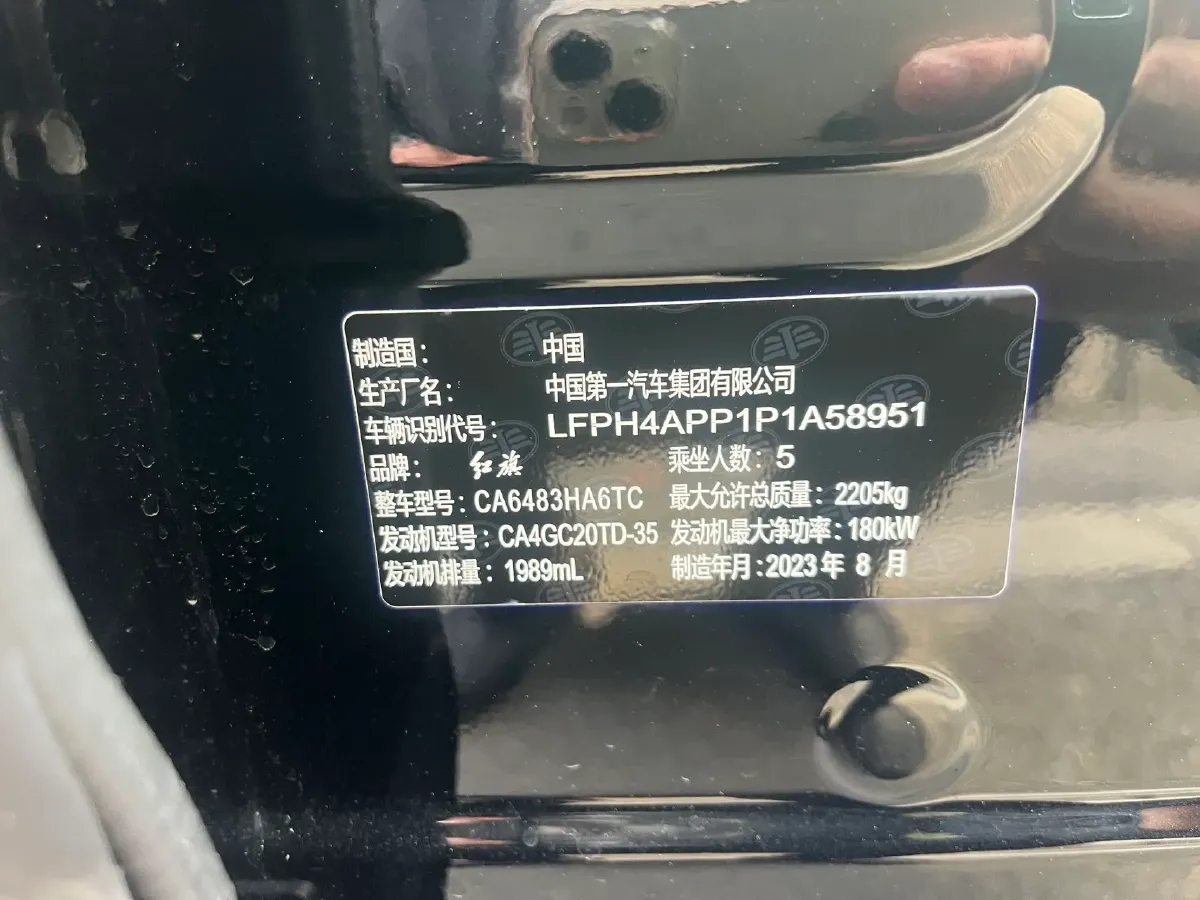 制造国： 中国
生产厂名： 中国第一汽车集团有限公司
车辆识别代号： LFPH4APP1P1A58951
品牌： 红旗 乘坐人数： 5
整车型号：CA6483HA6TC 最大允许总质量： 2205kg
发动机型号：CA4GC20TD-35 发动机最大净功率：180kW
发动机排量：1989mL 制造年月：2023 年 8 月